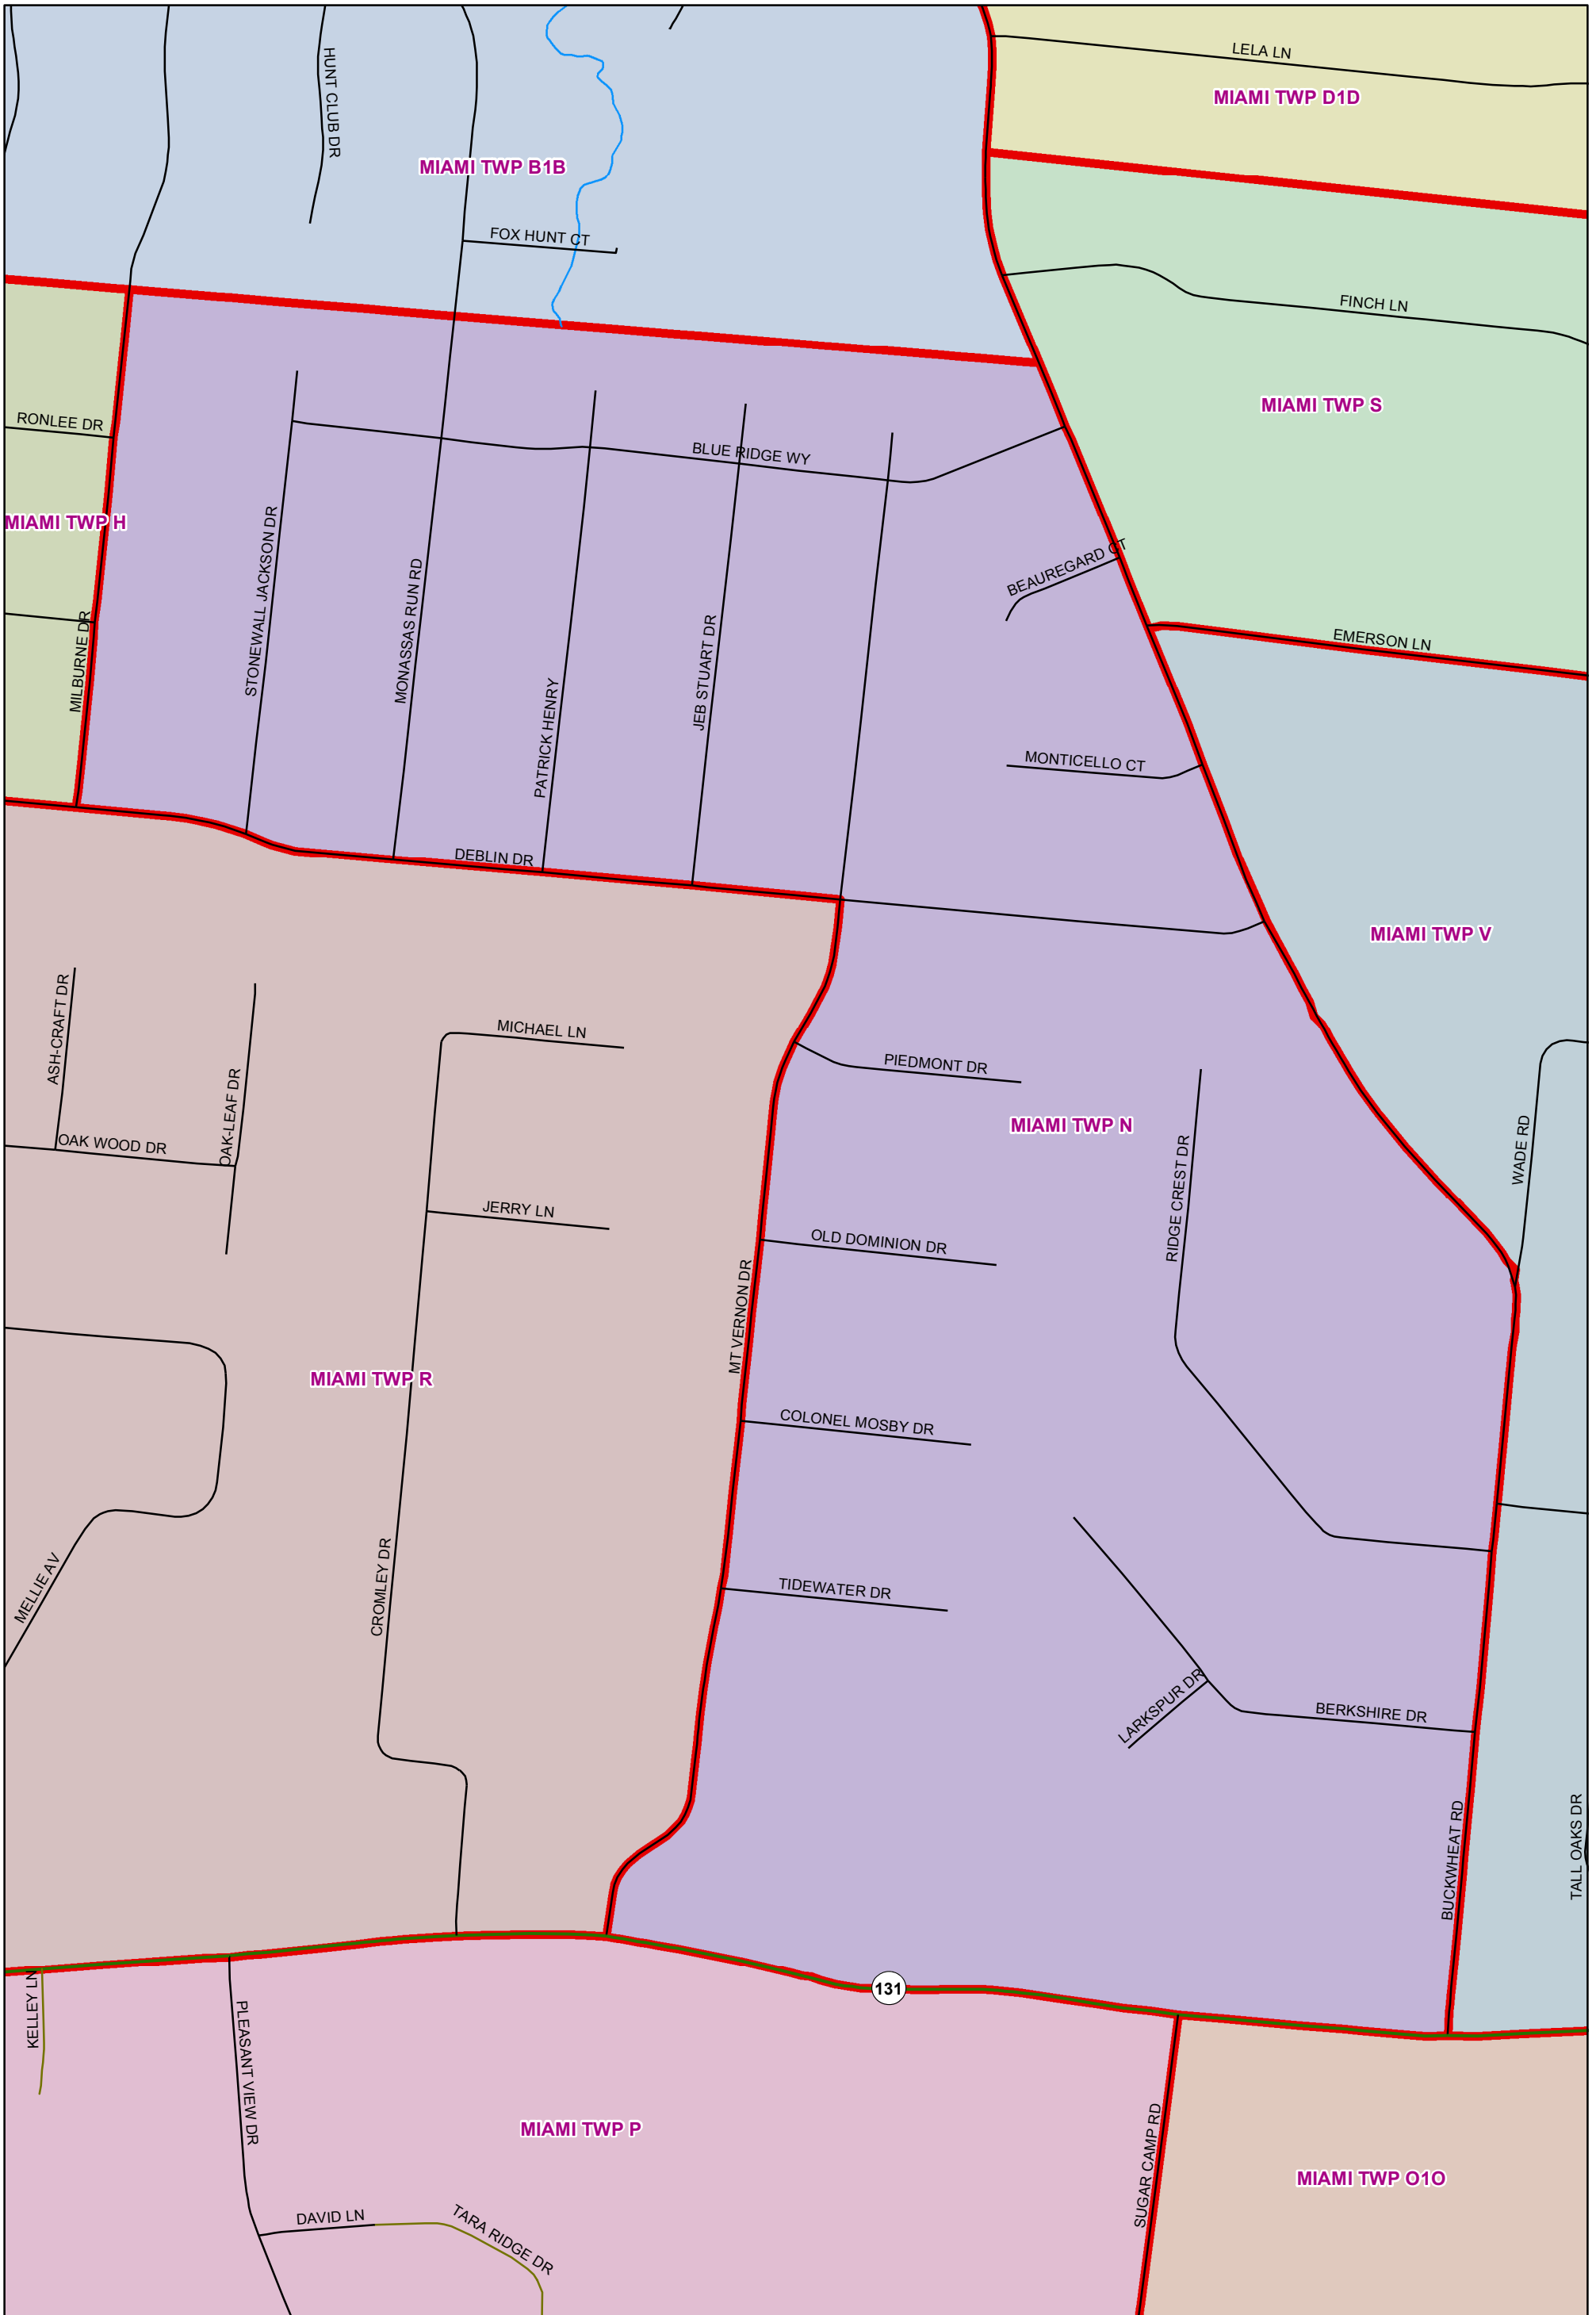 LELA LN
MIAMI TWP D1D
HUNT CLUB DR
MIAMI TWP B1B
FOX HUNT CT
FINCH LN
RONLEE DR
MIAMI TWP S
BLUE RIDGE WY
MIAMI TWP H
BEAUREGARD CT
STONEWALL JACKSON DR
MONASSAS RUN RD
MILBURNE DR
JEB STUART DR
EMERSON LN
PATRICK HENRY
MONTICELLO CT
DEBLIN DR
MIAMI TWP V
ASH-CRAFT DR
MICHAEL LN
PIEDMONT DR
OAK-LEAF DR
MIAMI TWP N
OAK WOOD DR
WADE RD
RIDGE CREST DR
JERRY LN
OLD DOMINION DR
MT VERNON DR
MIAMI TWP R
COLONEL MOSBY DR
MELLIE AV
CROMLEY DR
TIDEWATER DR
LARKSPUR DR
BERKSHIRE DR
BUCKWHEAT RD
TALL OAKS DR
131
KELLEY LN
PLEASANT VIEW DR
MIAMI TWP P
SUGAR CAMP RD
MIAMI TWP O1O
DAVID LN
TARA RIDGE DR